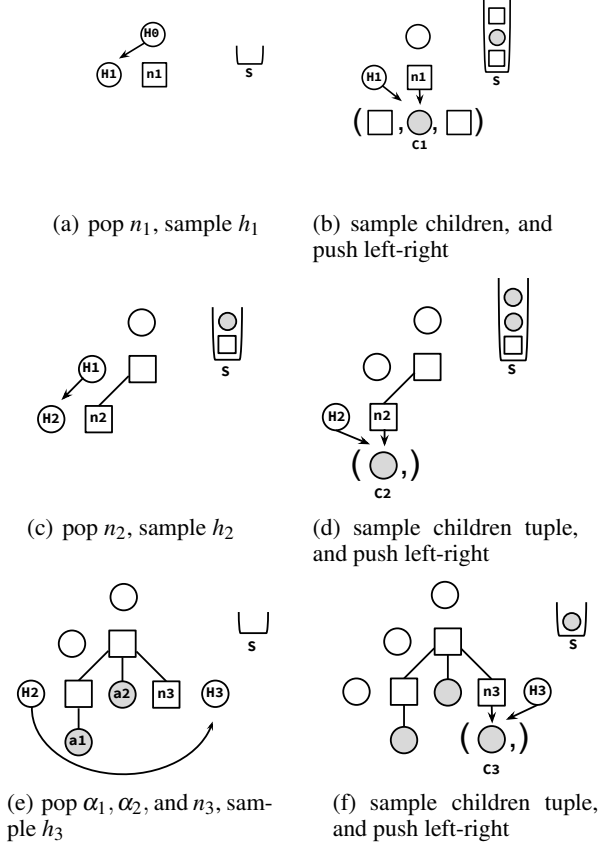 H0
H1 n1
S
(a) pop n₁, sample h₁
S
H1 n1
( , , )
C1
(b) sample children, and
push left-right
H1
S
H2 n2
(c) pop n₂, sample h₂
S
H2 n2
( ,)
C2
(d) sample children tuple,
and push left-right
S
H2 a2 n3 H3
a1
(e) pop α₁, α₂, and n₃, sam-
ple h₃
S
n3 H3
( ,)
C3
(f) sample children tuple,
and push left-right